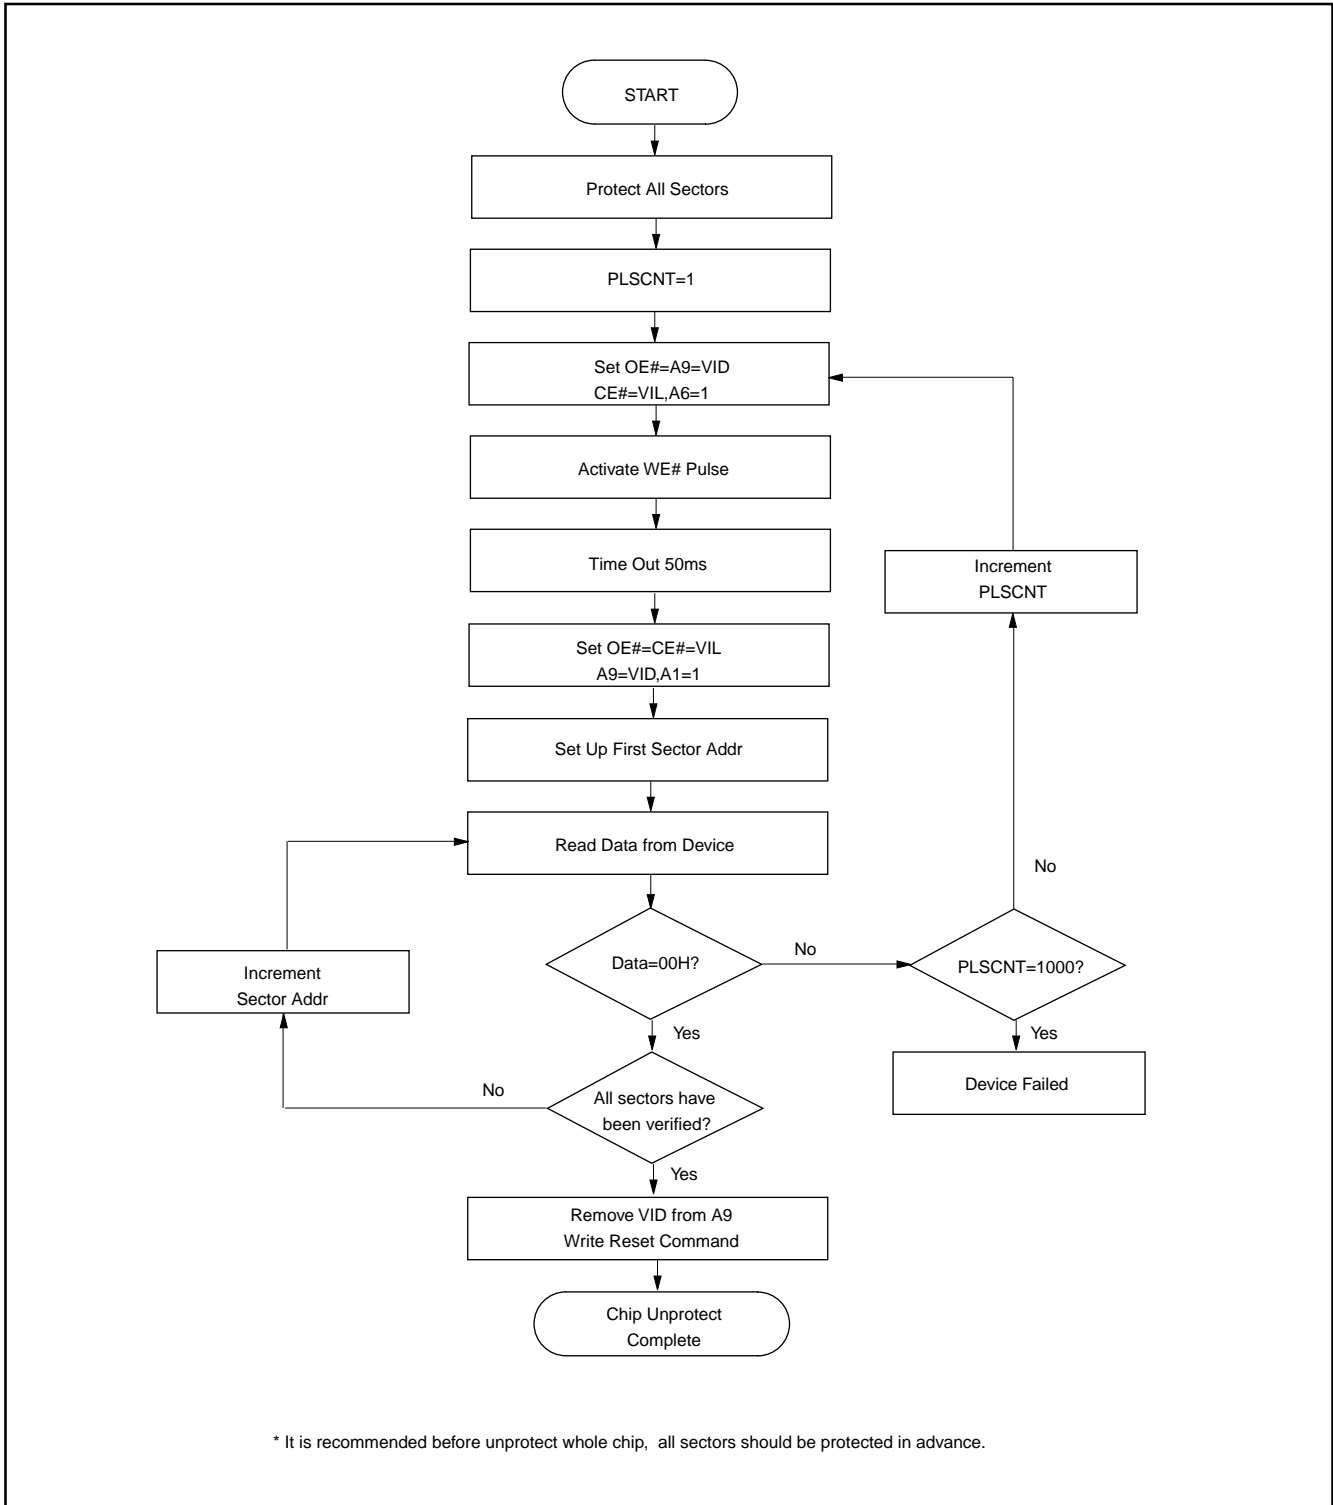 START
Protect All Sectors
PLSCNT=1
Set OE#=A9=VID
CE#=VIL,A6=1
Activate WE# Pulse
Time Out 50ms
Increment
PLSCNT
Set OE#=CE#=VIL
A9=VID,A1=1
Set Up First Sector Addr
Read Data from Device
No
Data=00H?
No
PLSCNT=1000?
Increment
Sector Addr
Yes
Yes
Device Failed
No
All sectors have
been verified?
Yes
Remove VID from A9
Write Reset Command
Chip Unprotect
Complete
* It is recommended before unprotect whole chip, all sectors should be protected in advance.